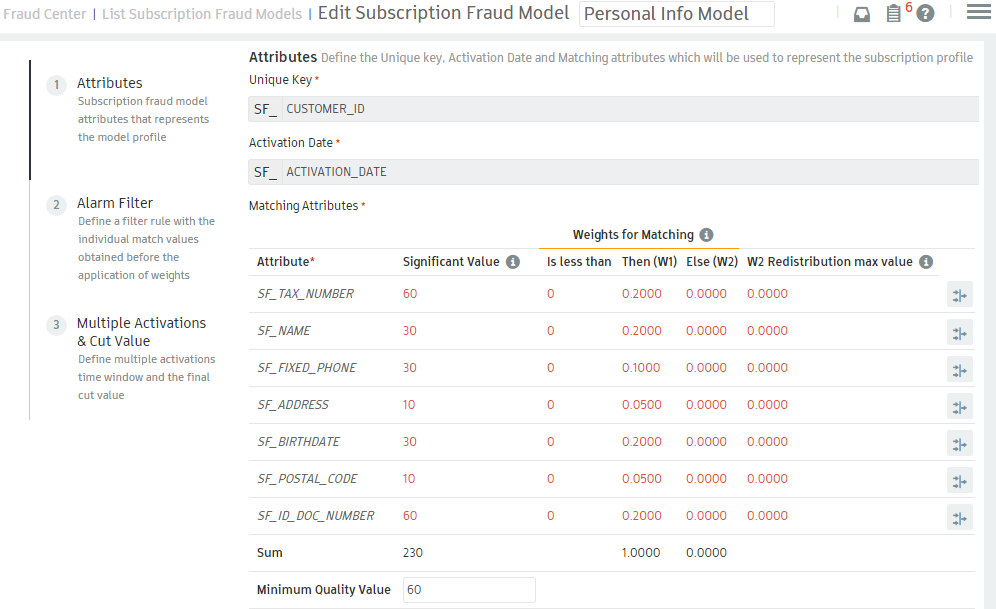 Fraud Center | List Subscription Fraud Models | Edit Subscription Fraud Model Personal Info Model 6 ?
1 Attributes
Subscription fraud model
attributes that represents
the model profile
2 Alarm Filter
Define a filter rule with the
individual match values
obtained before the
application of weights
3 Multiple Activations
& Cut Value
Define multiple activations
time window and the final
cut value
Attributes Define the Unique key, Activation Date and Matching attributes which will be used to represent the subscription profile
Unique Key *
SF_ CUSTOMER_ID
Activation Date *
SF_ ACTIVATION_DATE
Matching Attributes *
Weights for Matching i
Attribute* Significant Value i Is less than Then (W1) Else (W2) W2 Redistribution max value i
SF_TAX_NUMBER 60 0 0.2000 0.0000 0.0000
SF_NAME 30 0 0.2000 0.0000 0.0000
SF_FIXED_PHONE 30 0 0.1000 0.0000 0.0000
SF_ADDRESS 10 0 0.0500 0.0000 0.0000
SF_BIRTHDATE 30 0 0.2000 0.0000 0.0000
SF_POSTAL_CODE 10 0 0.0500 0.0000 0.0000
SF_ID_DOC_NUMBER 60 0 0.2000 0.0000 0.0000
Sum 230 1.0000 0.0000
Minimum Quality Value 60